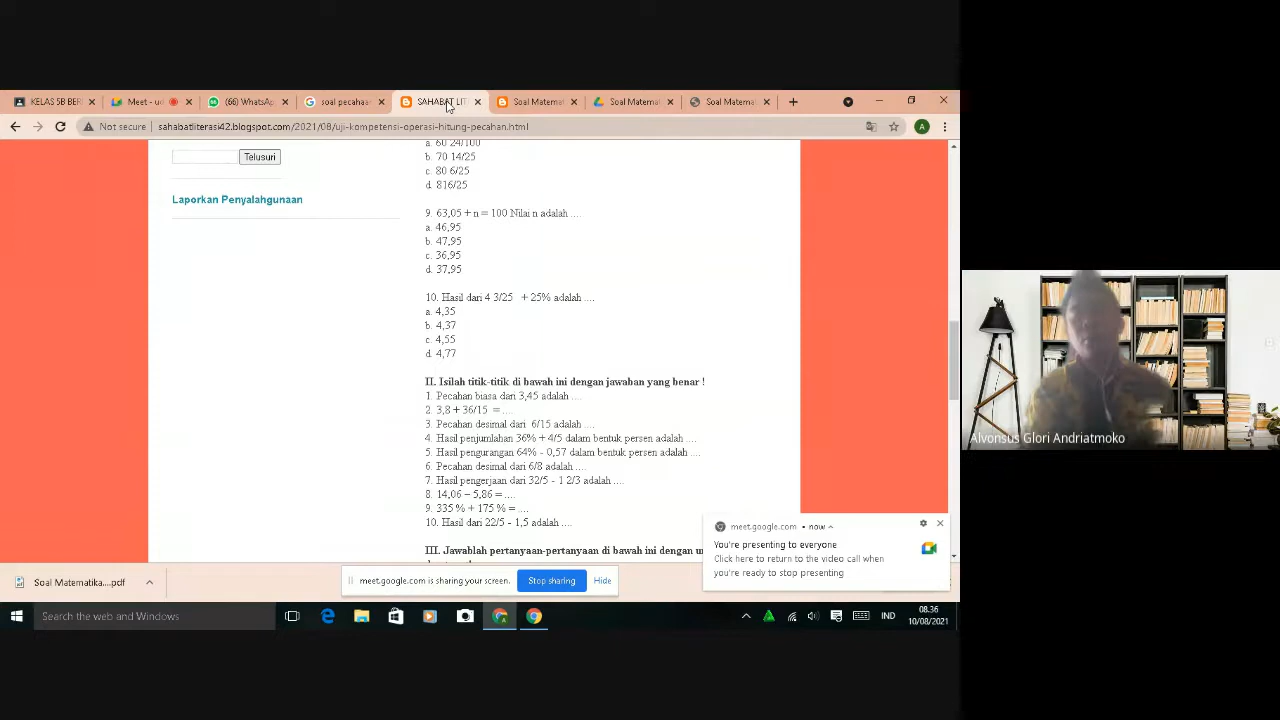 KELAS 5B BER
Meet - u
(66) WhatsAp
soal pecahaa
SAHABAT LIT
Soal Matemat
Soal Matemat
Soal Matemat
Not secure
sahabatliterasi42.blogspot.com/2021/08/uji-kompetensi-operasi-hitung-pecahan.html
A
Telusuri
Laporkan Penyalahgunaan
a. 60 24/100
b. 70 14/25
c. 80 6/25
d. 816/25
9. 63,05 + n = 100 Nilai n adalah ....
a. 46,95
b. 47,95
c. 36,95
d. 37,95
10. Hasil dari 4 3/25 + 25% adalah ....
a. 4,35
b. 4,37
c. 4,55
d. 4,77
II. Isilah titik-titik di bawah ini dengan jawaban yang benar !
1. Pecahan biasa dari 3,45 adalah ....
2. 3,8 + 36/15 = ....
3. Pecahan desimal dari 6/15 adalah ....
4. Hasil penjumlahan 36% + 4/5 dalam bentuk persen adalah ....
5. Hasil pengurangan 64% - 0,57 dalam bentuk persen adalah ....
6. Pecahan desimal dari 6/8 adalah ....
7. Hasil pengerjaan dari 32/5 - 1 2/3 adalah ....
8. 14,06 – 5,86 = ....
9. 335 % + 175 % = ....
10. Hasil dari 22/5 - 1,5 adalah ....
III. Jawablah pertanyaan-pertanyaan di bawah ini dengan u
meet.google.com • now
You're presenting to everyone
Click here to return to the video call when
you're ready to stop presenting
Soal Matematika....pdf
meet.google.com is sharing your screen.
Stop sharing
Hide
Search the web and Windows
IND
08.36
10/08/2021
Alvonsus Glori Andriatmoko